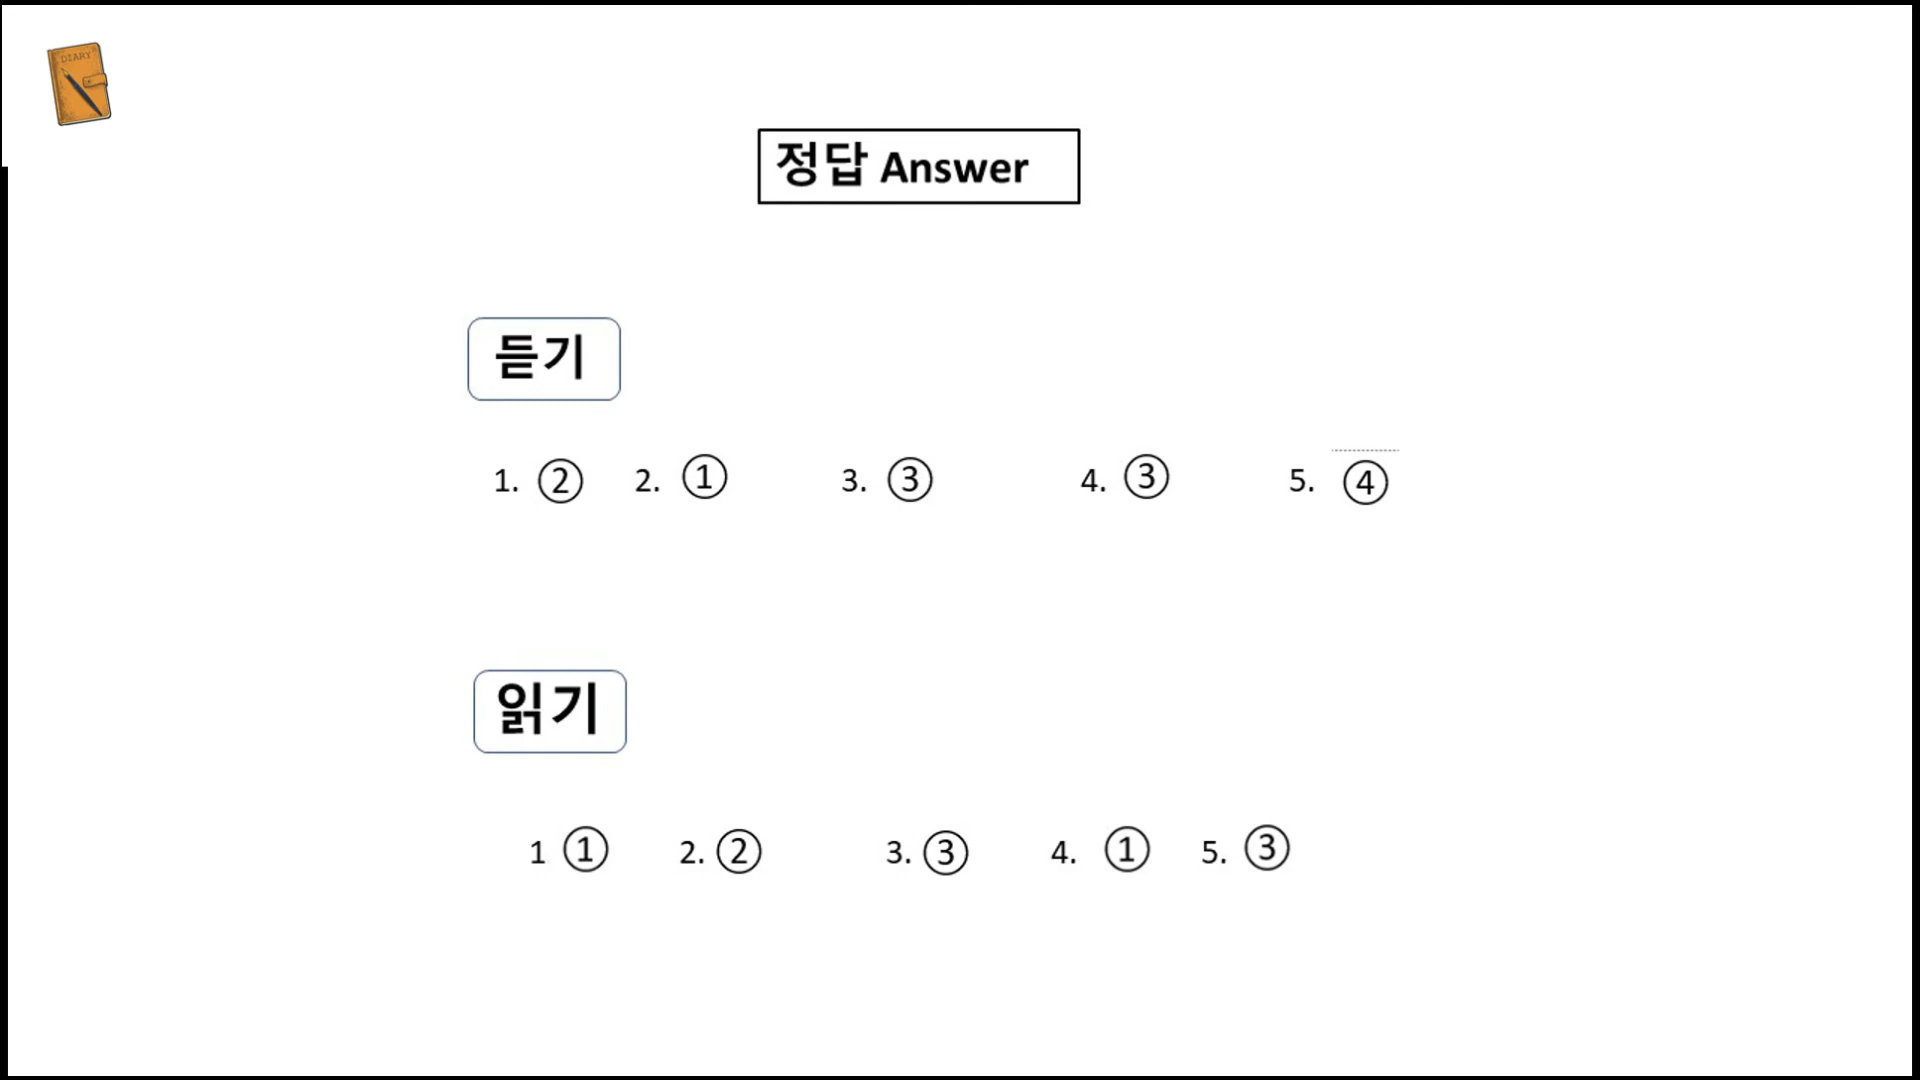 DIARY
정답 Answer
듣기
1. ② 2. ① 3. ③ 4. ③ 5. ④
읽기
1 ① 2. ② 3. ③ 4. ① 5. ③